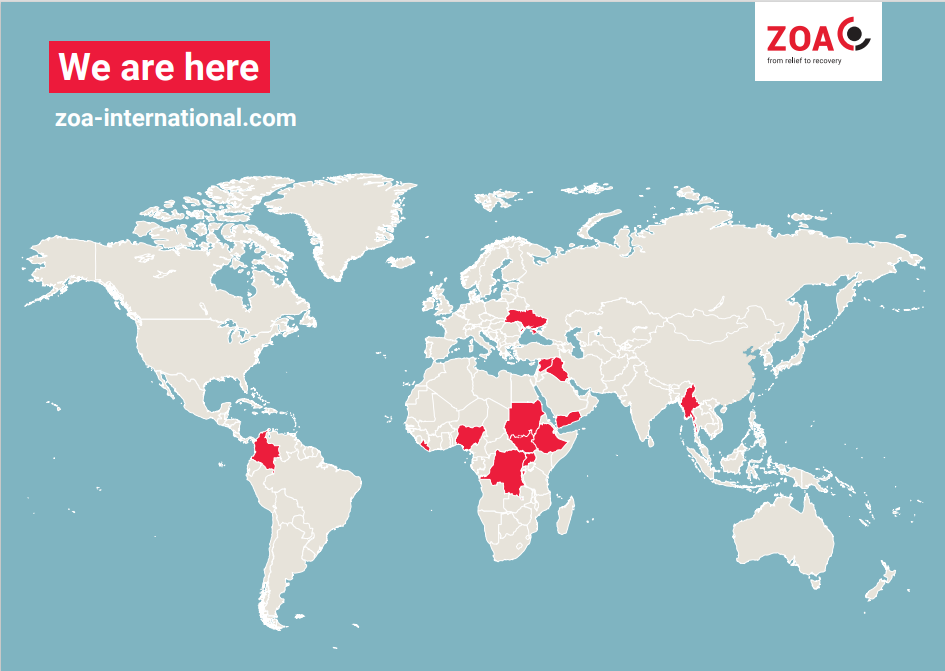 We are here
zoa-international.com
ZOA
from relief to recovery